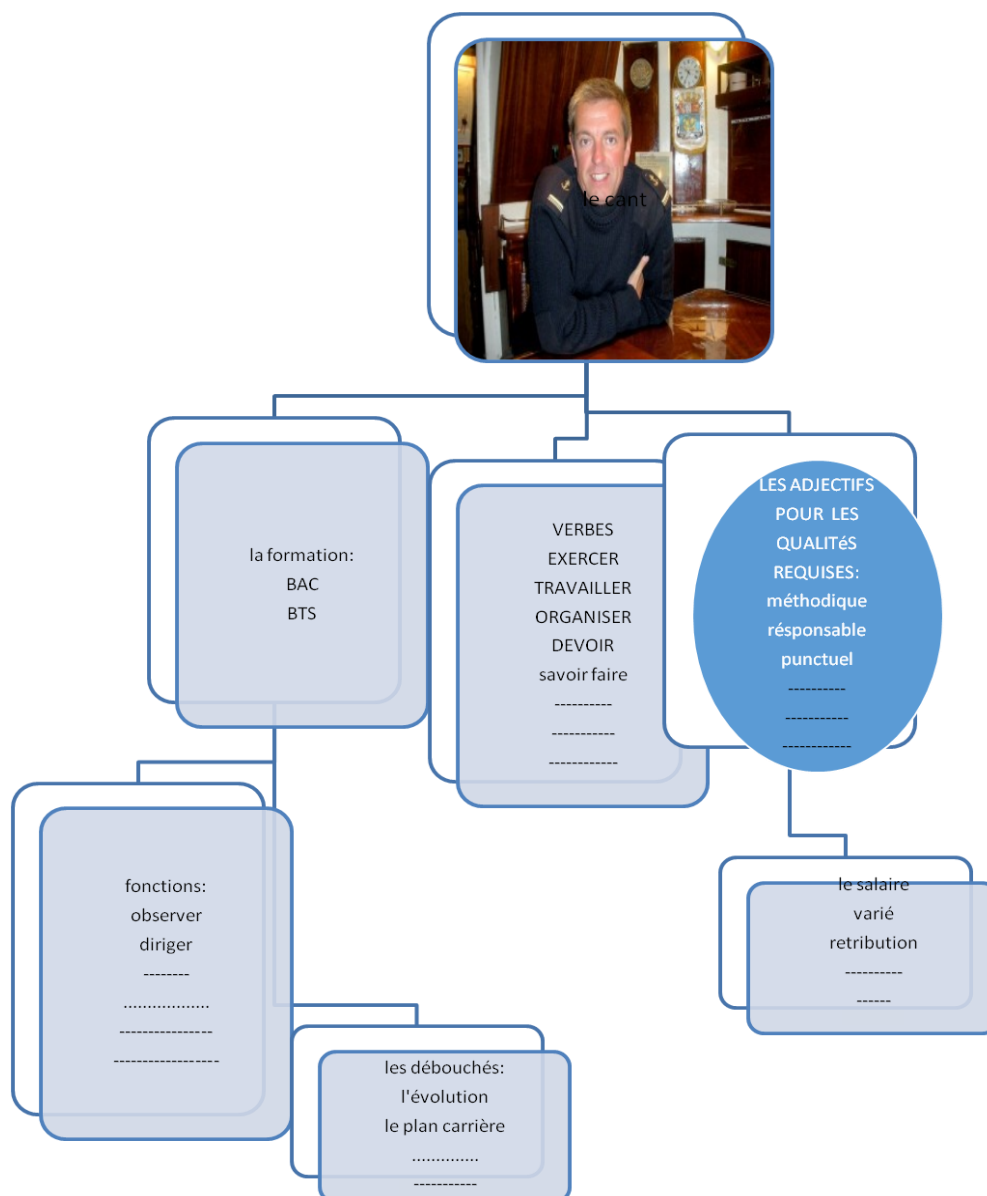 le cant
la formation:
BAC
BTS
VERBES
EXERCER
TRAVAILLER
ORGANISER
DEVOIR
savoir faire
----------
-----------
------------
LES ADJECTIFS
POUR LES
QUALITéS
REQUISES:
méthodique
résponsable
punctuel
----------
-----------
------------
fonctions:
observer
diriger
--------
..................
----------------
------------------
les débouchés:
l'évolution
le plan carrière
..............
-----------
le salaire
varié
retribution
----------
------